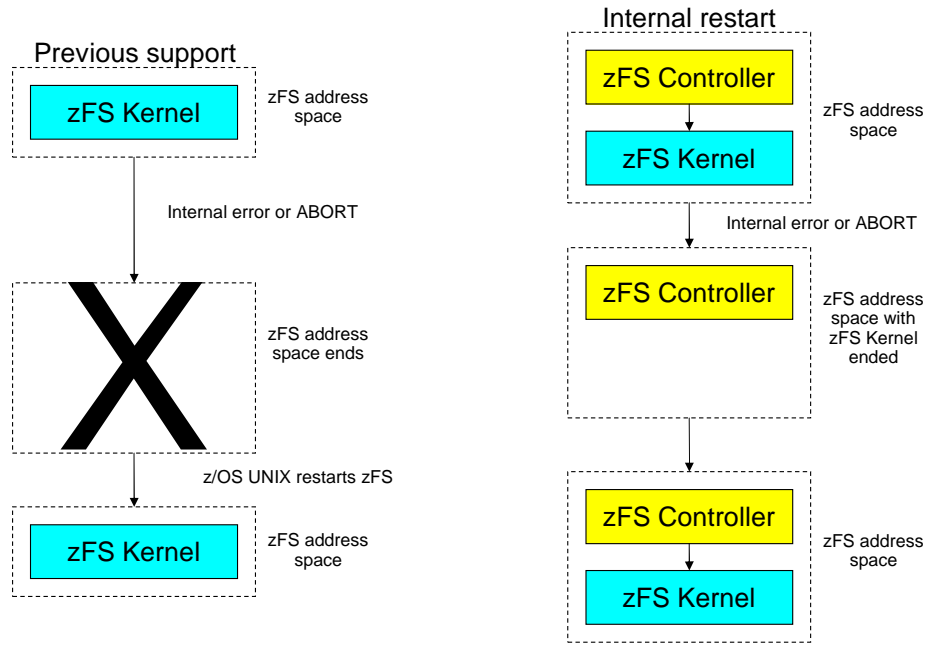 Previous support
zFS Kernel
zFS address
space
Internal error or ABORT
X
zFS address
space ends
z/OS UNIX restarts zFS
zFS Kernel
zFS address
space
Internal restart
zFS Controller
zFS Kernel
zFS address
space
Internal error or ABORT
zFS Controller
zFS address
space with
zFS Kernel
ended
zFS Controller
zFS Kernel
zFS address
space